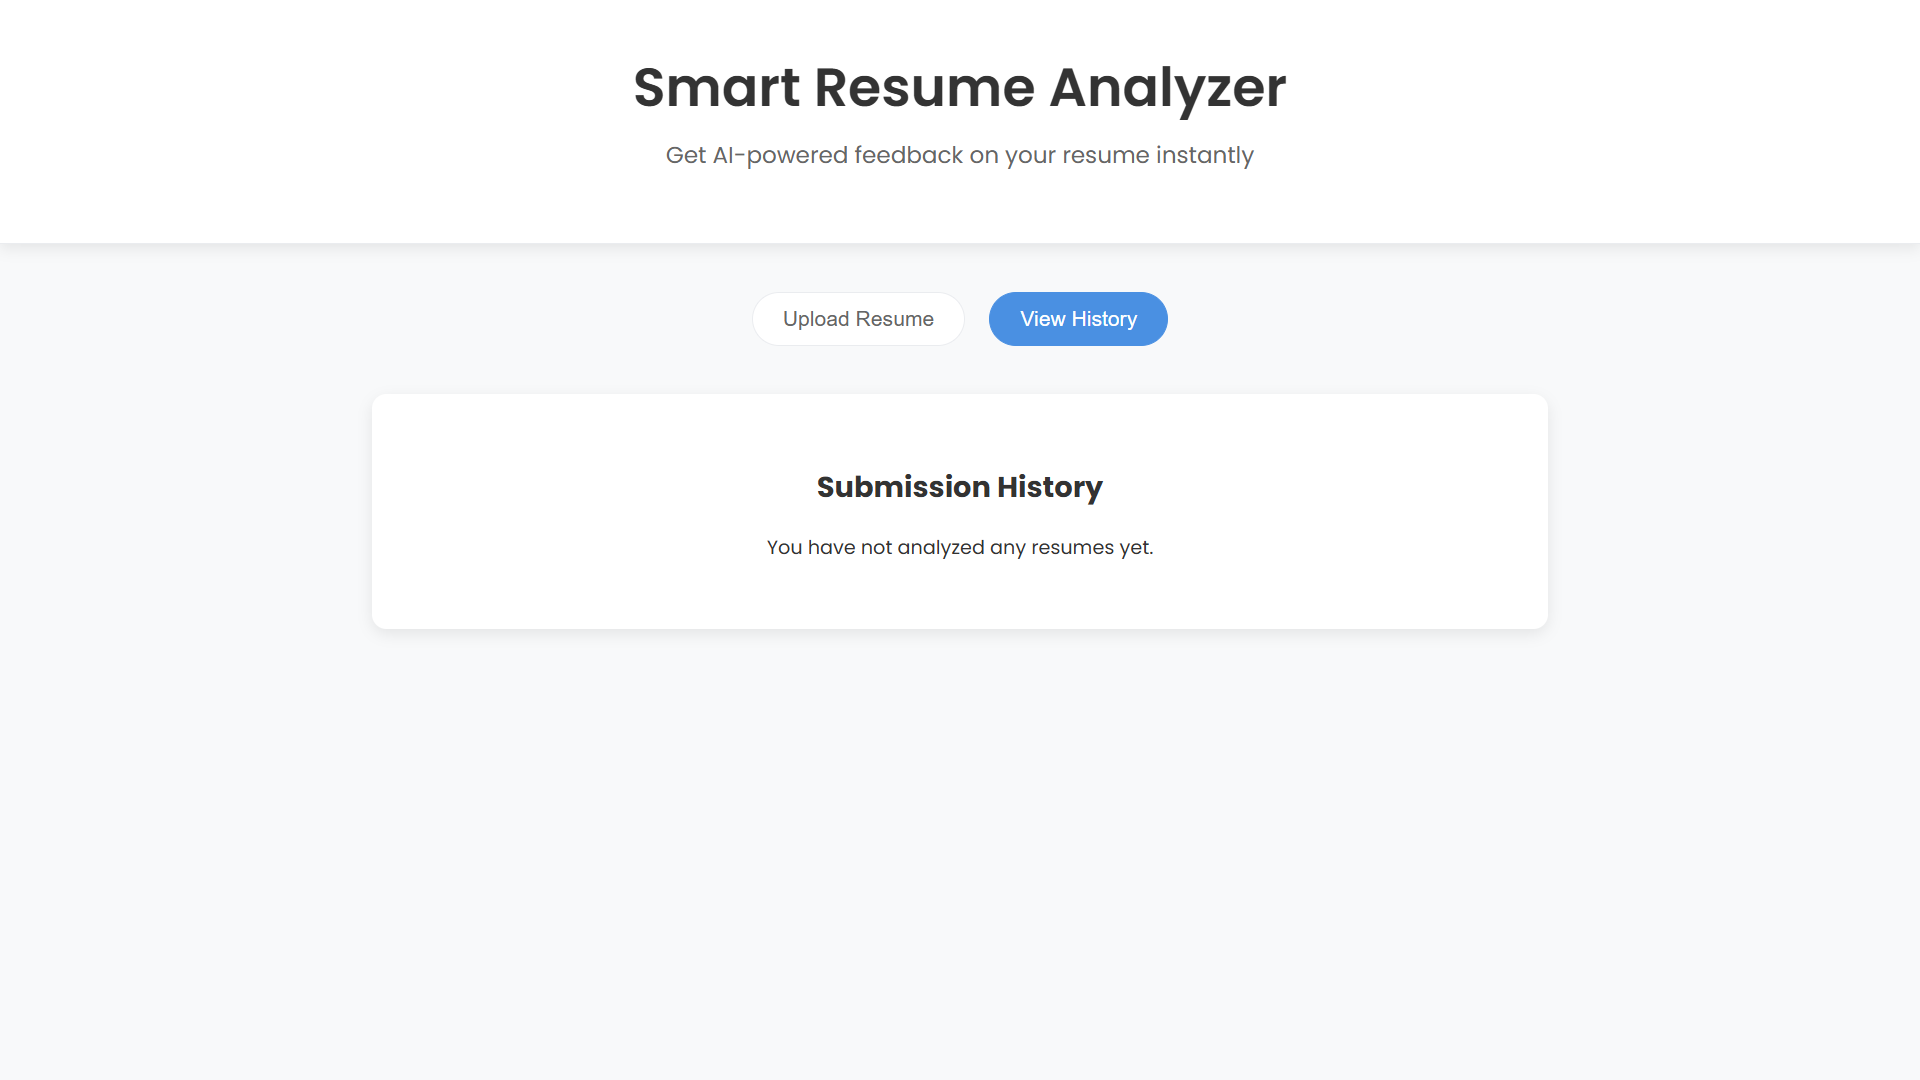 Smart Resume Analyzer
Get AI-powered feedback on your resume instantly
Upload Resume
View History
Submission History
You have not analyzed any resumes yet.